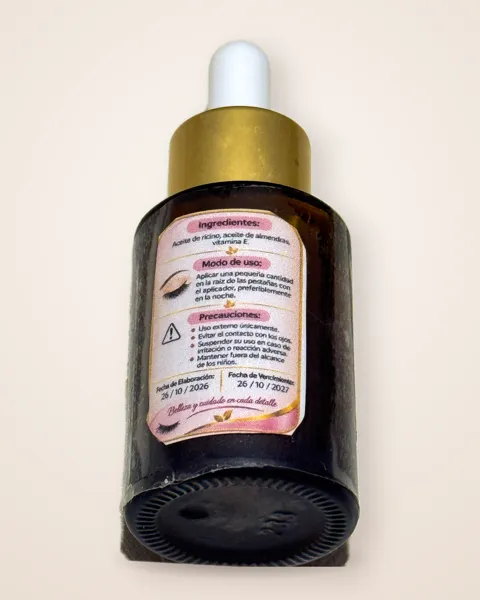 Ingredientes:
Aceite de ricino, aceite de almendras,
vitamina E.
Modo de uso:
Aplicar una pequeña cantidad
en la raíz de las pestañas con
el aplicador, preferiblemente
en la noche.
Precauciones:
Uso externo únicamente.
Evitar el contacto con los ojos.
Suspender su uso en caso de
irritación o reacción adversa.
Mantener fuera del alcance
de los niños.
Fecha de Elaboración:
26 / 10 / 2026
Fecha de Vencimiento:
26 / 10 / 2027
Belleza y cuidado en cada detalle